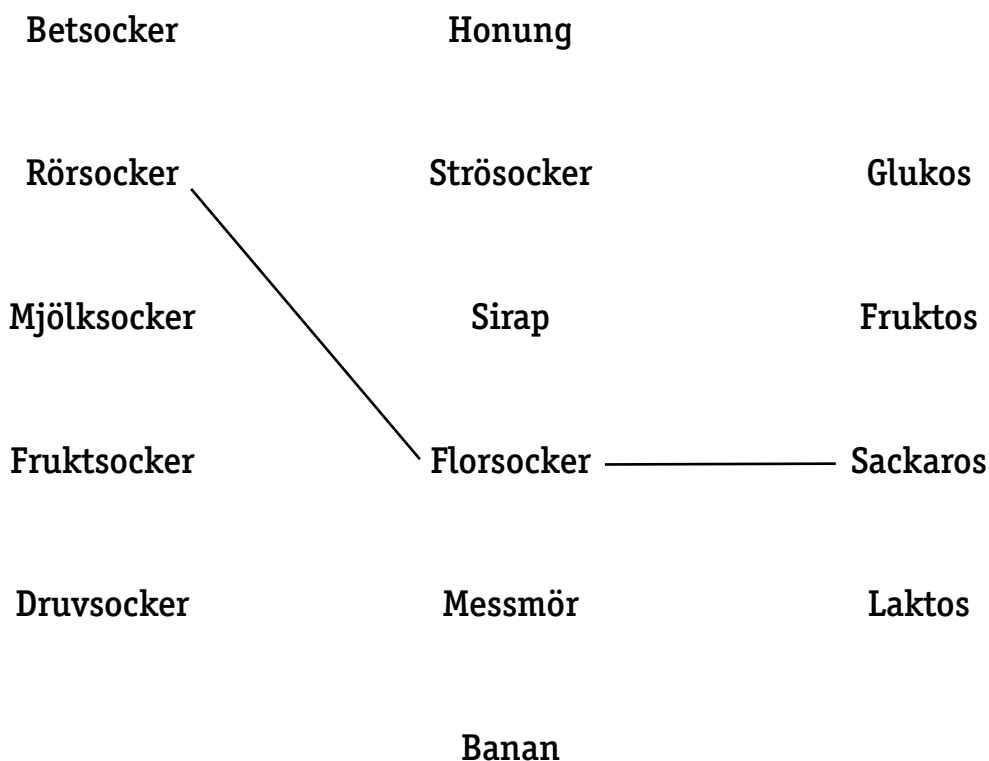 Betsocker Honung
Rörsocker Strösocker Glukos
Mjölksocker Sirap Fruktos
Fruktsocker Florsocker Sackaros
Druvsocker Messmör Laktos
Banan